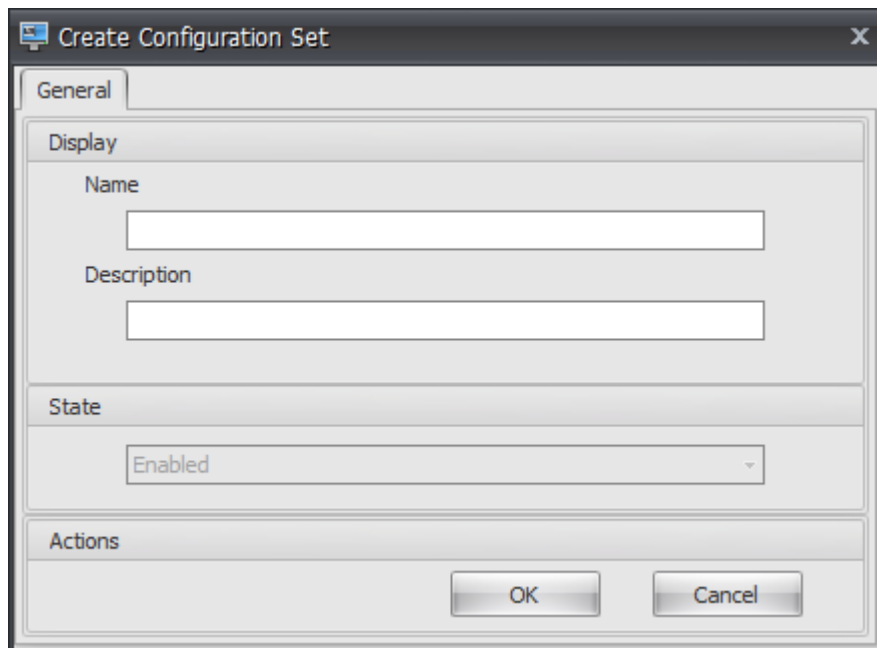 Create Configuration Set
General
Display
Name
Description
State
Enabled
Actions
OK Cancel